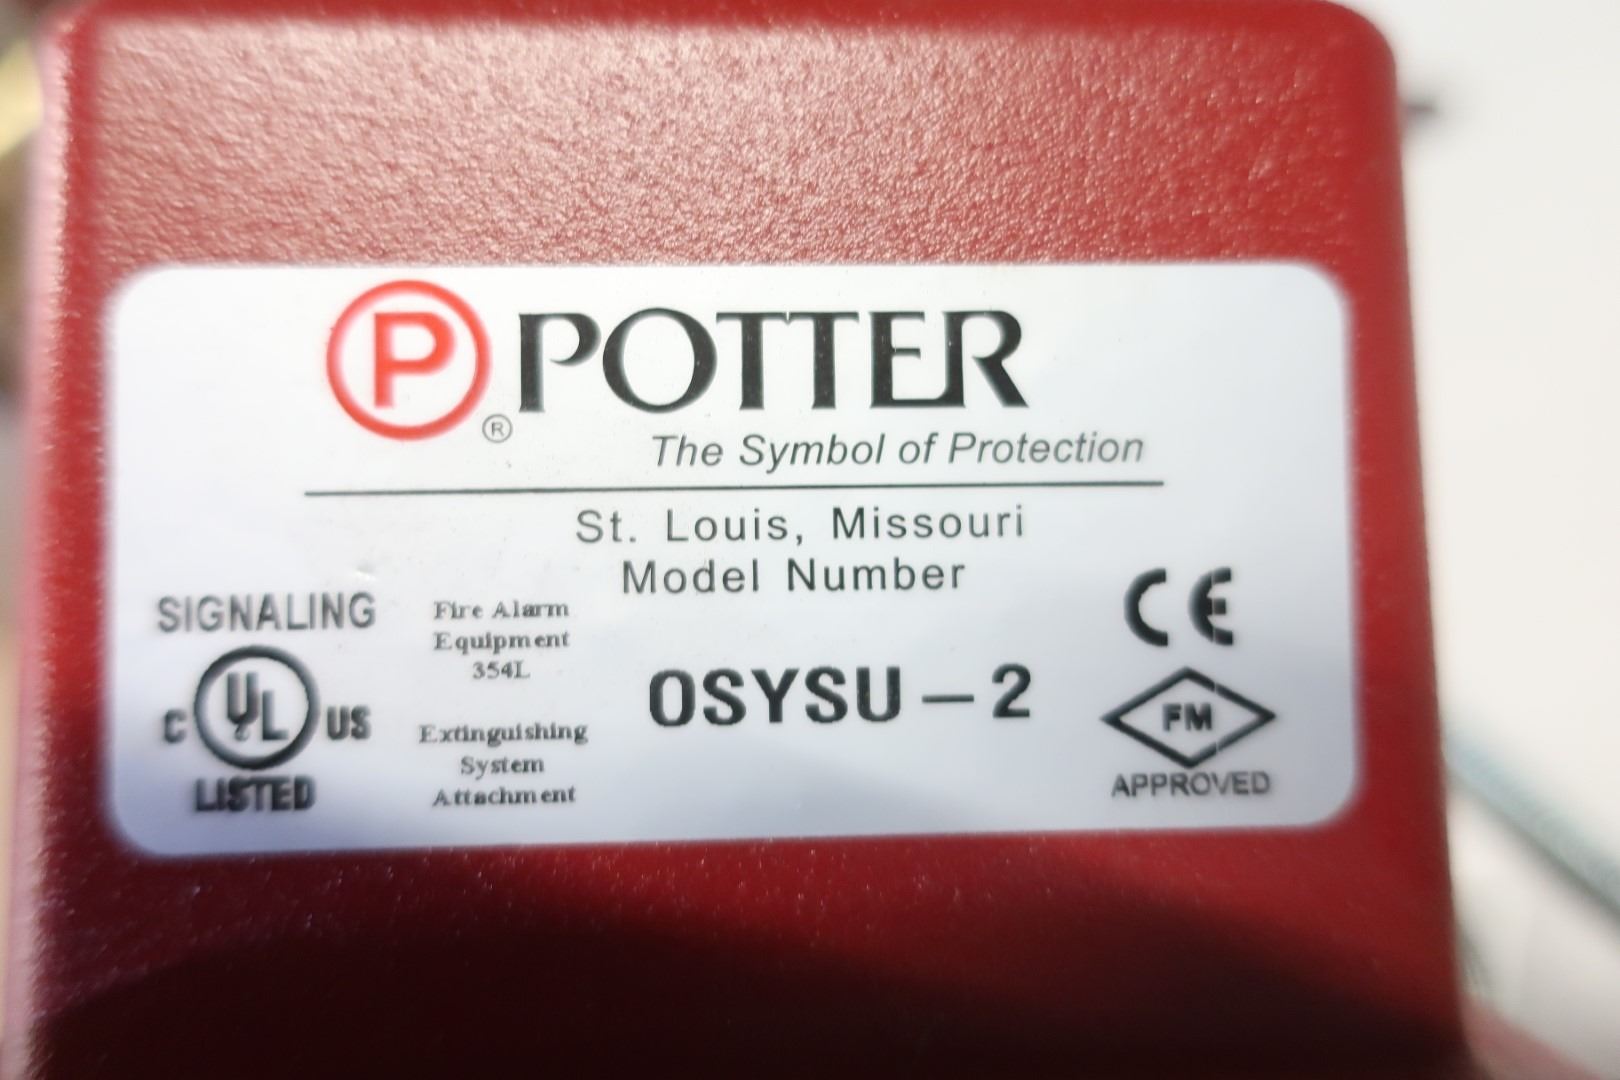 P ® POTTER
The Symbol of Protection
St. Louis, Missouri
Model Number
OSYSU-2
SIGNALING
C UL US
LISTED
Fire Alarm
Equipment
354L
Extinguishing
System
Attachment
CE
FM
APPROVED